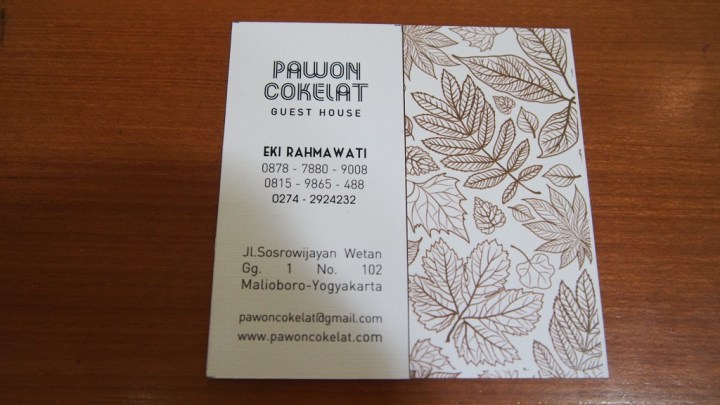 PAWON
COKELAT
GUEST HOUSE
EKI RAHMAWATI
0878 - 7880 - 9008
0815 - 9865 - 488
0274 - 2924232
Jl.Sosrowijayan Wetan
Gg. 1 No. 102
Malioboro-Yogyakarta
pawoncokelat@gmail.com
www.pawoncokelat.com